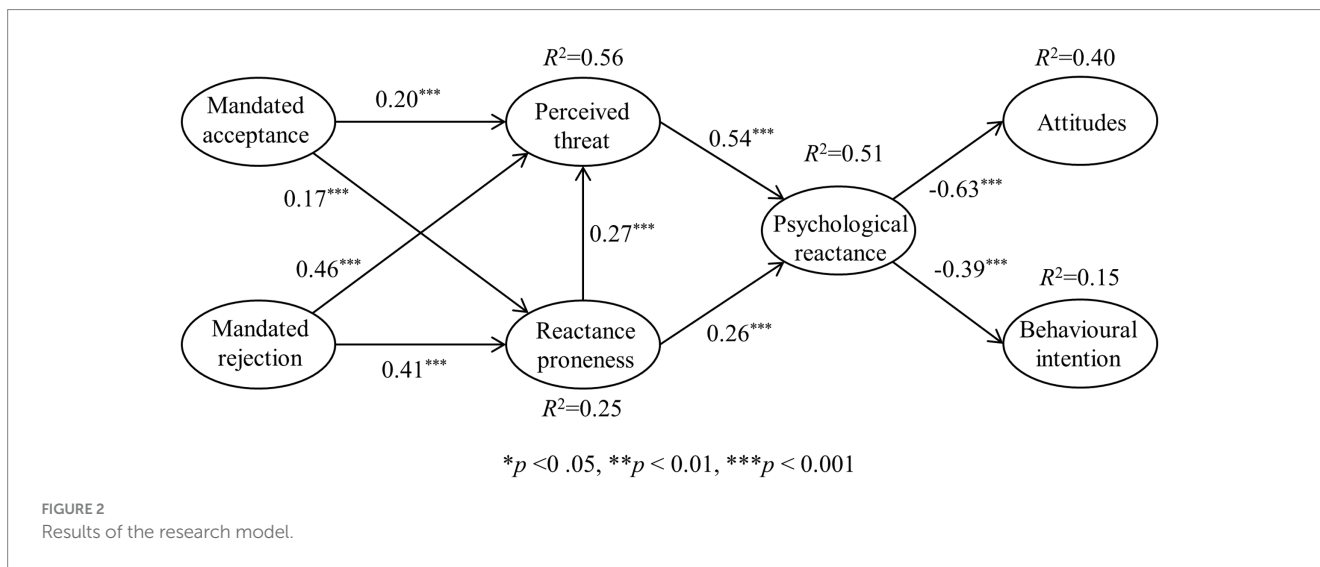 R²=0.56
R²=0.40
Mandated
acceptance
0.20***
Perceived
threat
Attitudes
0.54***
R²=0.51
0.17***
-0.63***
Psychological
reactance
0.27***
0.46***
-0.39***
R²=0.15
Mandated
rejection
0.41***
Reactance
proneness
0.26***
Behavioural
intention
R²=0.25
*p <0 .05, **p < 0.01, ***p < 0.001
FIGURE 2
Results of the research model.